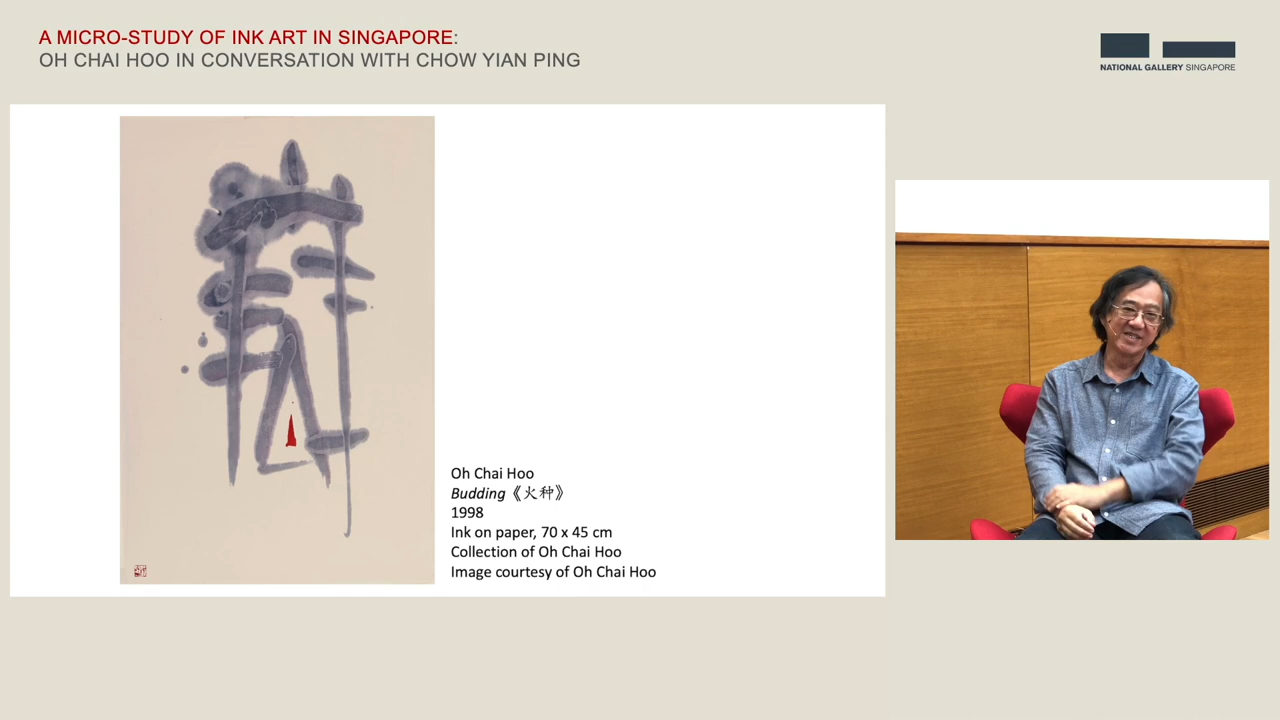 A MICRO-STUDY OF INK ART IN SINGAPORE:
OH CHAI HOO IN CONVERSATION WITH CHOW YIAN PING
NATIONAL GALLERY SINGAPORE
Oh Chai Hoo
Budding《火种》
1998
Ink on paper, 70 x 45 cm
Collection of Oh Chai Hoo
Image courtesy of Oh Chai Hoo